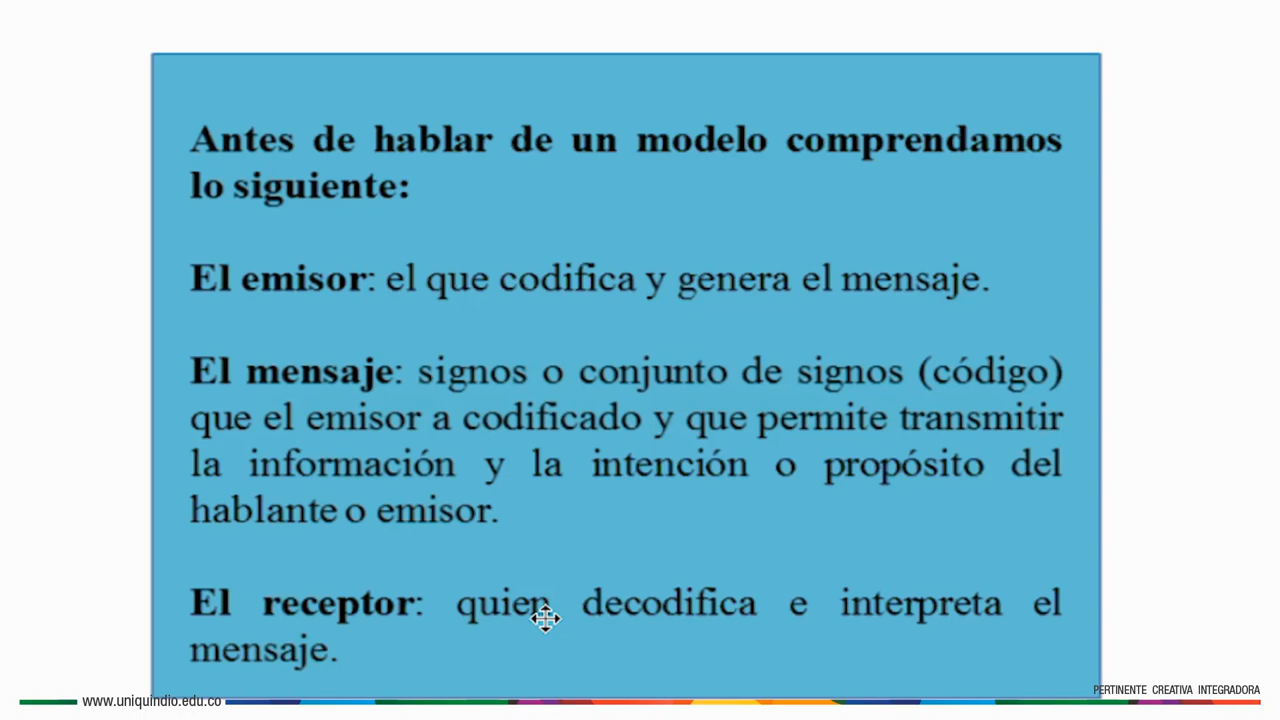 Antes de hablar de un modelo comprendamos
lo siguiente:
El emisor: el que codifica y genera el mensaje.
El mensaje: signos o conjunto de signos (código)
que el emisor a codificado y que permite transmitir
la información y la intención o propósito del
hablante o emisor.
El receptor: quien decodifica e interpreta el
mensaje.
www.uniquindio.edu.co
PERTINENTE CREATIVA INTEGRADORA